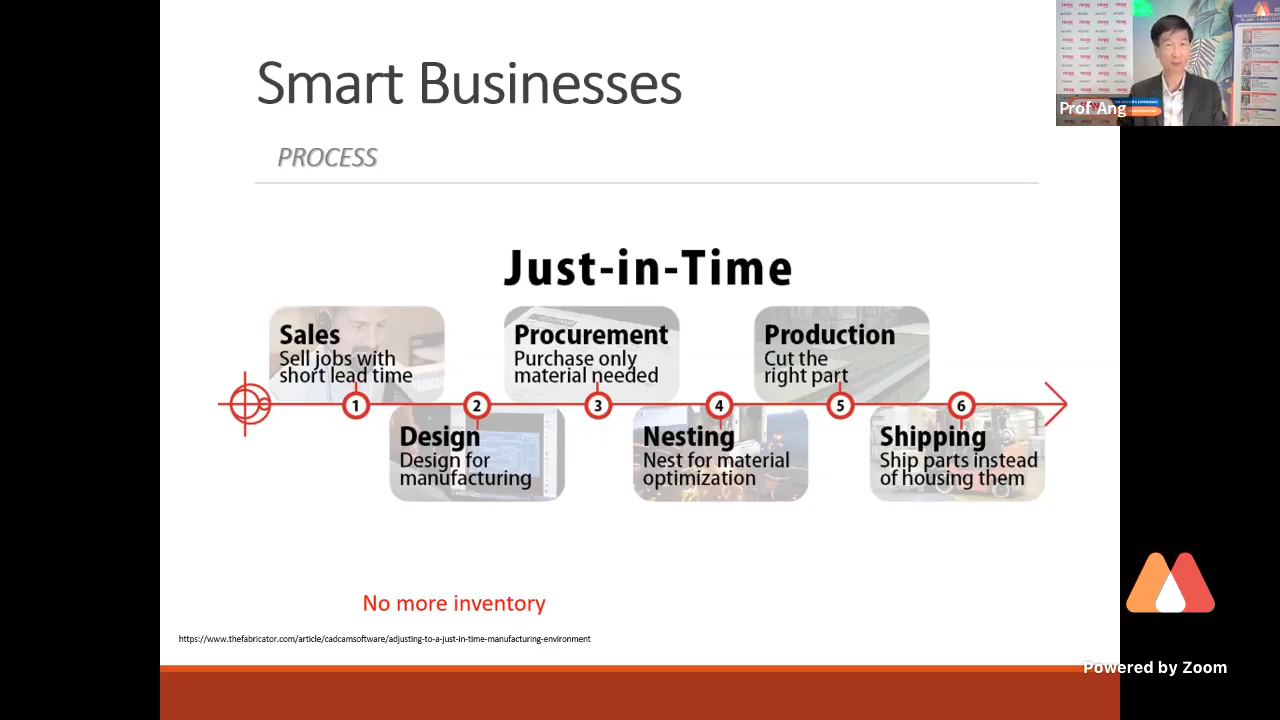 Smart Businesses
PROCESS
Just-in-Time
Sales
Sell jobs with
short lead time
Procurement
Purchase only
material needed
Production
Cut the
right part
1
2
3
4
5
6
Design
Design for
manufacturing
Nesting
Nest for material
optimization
Shipping
Ship parts instead
of housing them
No more inventory
https://www.thefabricator.com/article/cadcamsoftware/adjusting-to-a-just-in-time-manufacturing-environment
Prof Ang
Powered by Zoom